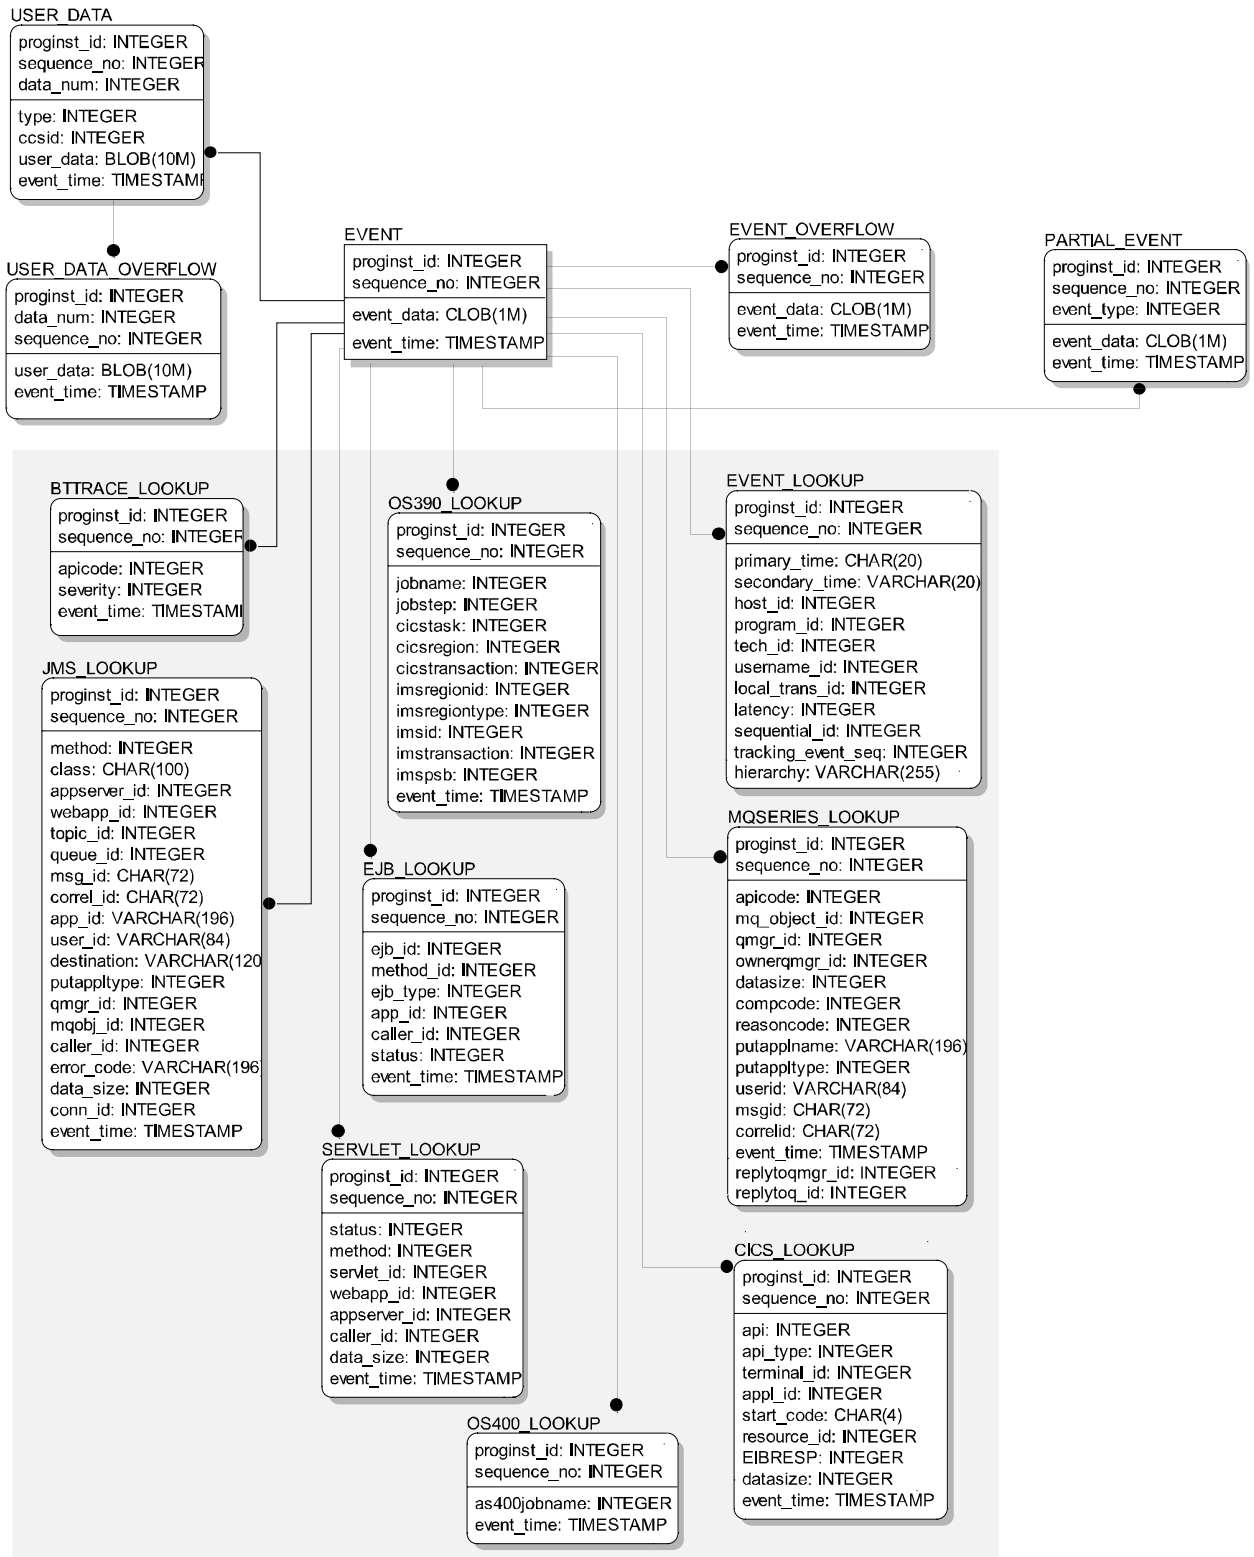 USER_DATA
proginst_id: INTEGER
sequence_no: INTEGER
data_num: INTEGER
type: INTEGER
ccsid: INTEGER
user_data: BLOB(10M)
event_time: TIMESTAMP
USER_DATA_OVERFLOW
proginst_id: INTEGER
data_num: INTEGER
sequence_no: INTEGER
user_data: BLOB(10M)
event_time: TIMESTAMP
EVENT
proginst_id: INTEGER
sequence_no: INTEGER
event_data: CLOB(1M)
event_time: TIMESTAMP
EVENT_OVERFLOW
proginst_id: INTEGER
sequence_no: INTEGER
event_data: CLOB(1M)
event_time: TIMESTAMP
PARTIAL_EVENT
proginst_id: INTEGER
sequence_no: INTEGER
event_type: INTEGER
event_data: CLOB(1M)
event_time: TIMESTAMP
BTTRACE_LOOKUP
proginst_id: INTEGER
sequence_no: INTEGER
apicode: INTEGER
severity: INTEGER
event_time: TIMESTAMI
JMS_LOOKUP
proginst_id: INTEGER
sequence_no: INTEGER
method: INTEGER
class: CHAR(100)
appserver_id: INTEGER
webapp_id: INTEGER
topic_id: INTEGER
queue_id: INTEGER
msg_id: CHAR(72)
correl_id: CHAR(72)
app_id: VARCHAR(196)
user_id: VARCHAR(84)
destination: VARCHAR(120
putappltype: INTEGER
qmgr_id: INTEGER
mqobj_id: INTEGER
caller_id: INTEGER
error_code: VARCHAR(196)
data_size: INTEGER
conn_id: INTEGER
event_time: TIMESTAMP
OS390_LOOKUP
proginst_id: INTEGER
sequence_no: INTEGER
jobname: INTEGER
jobstep: INTEGER
cicstask: INTEGER
cicsregion: INTEGER
cicstransaction: INTEGER
imsregionid: INTEGER
imsregiontype: INTEGER
imsid: INTEGER
imstransaction: INTEGER
imspsb: INTEGER
event_time: TIMESTAMP
EJB_LOOKUP
proginst_id: INTEGER
sequence_no: INTEGER
ejb_id: INTEGER
method_id: INTEGER
ejb_type: INTEGER
app_id: INTEGER
caller_id: INTEGER
status: INTEGER
event_time: TIMESTAMP
SERVLET_LOOKUP
proginst_id: INTEGER
sequence_no: INTEGER
status: INTEGER
method: INTEGER
servlet_id: INTEGER
webapp_id: INTEGER
appserver_id: INTEGER
caller_id: INTEGER
data_size: INTEGER
event_time: TIMESTAMP
OS400_LOOKUP
proginst_id: INTEGER
sequence_no: INTEGER
as400jobname: INTEGER
event_time: TIMESTAMP
EVENT_LOOKUP
proginst_id: INTEGER
sequence_no: INTEGER
primary_time: CHAR(20)
secondary_time: VARCHAR(20)
host_id: INTEGER
program_id: INTEGER
tech_id: INTEGER
username_id: INTEGER
local_trans_id: INTEGER
latency: INTEGER
sequential_id: INTEGER
tracking_event_seq: INTEGER
hierarchy: VARCHAR(255)
MQSERIES_LOOKUP
proginst_id: INTEGER
sequence_no: INTEGER
apicode: INTEGER
mq_object_id: INTEGER
qmgr_id: INTEGER
ownerqmgr_id: INTEGER
datasize: INTEGER
compcode: INTEGER
reasoncode: INTEGER
putapplname: VARCHAR(196)
putappltype: INTEGER
userid: VARCHAR(84)
msgid: CHAR(72)
correlid: CHAR(72)
event_time: TIMESTAMP
replytoqmgr_id: INTEGER
replytoq_id: INTEGER
CICS_LOOKUP
proginst_id: INTEGER
sequence_no: INTEGER
api: INTEGER
api_type: INTEGER
terminal_id: INTEGER
appl_id: INTEGER
start_code: CHAR(4)
resource_id: INTEGER
EIBRESP: INTEGER
datasize: INTEGER
event_time: TIMESTAMP